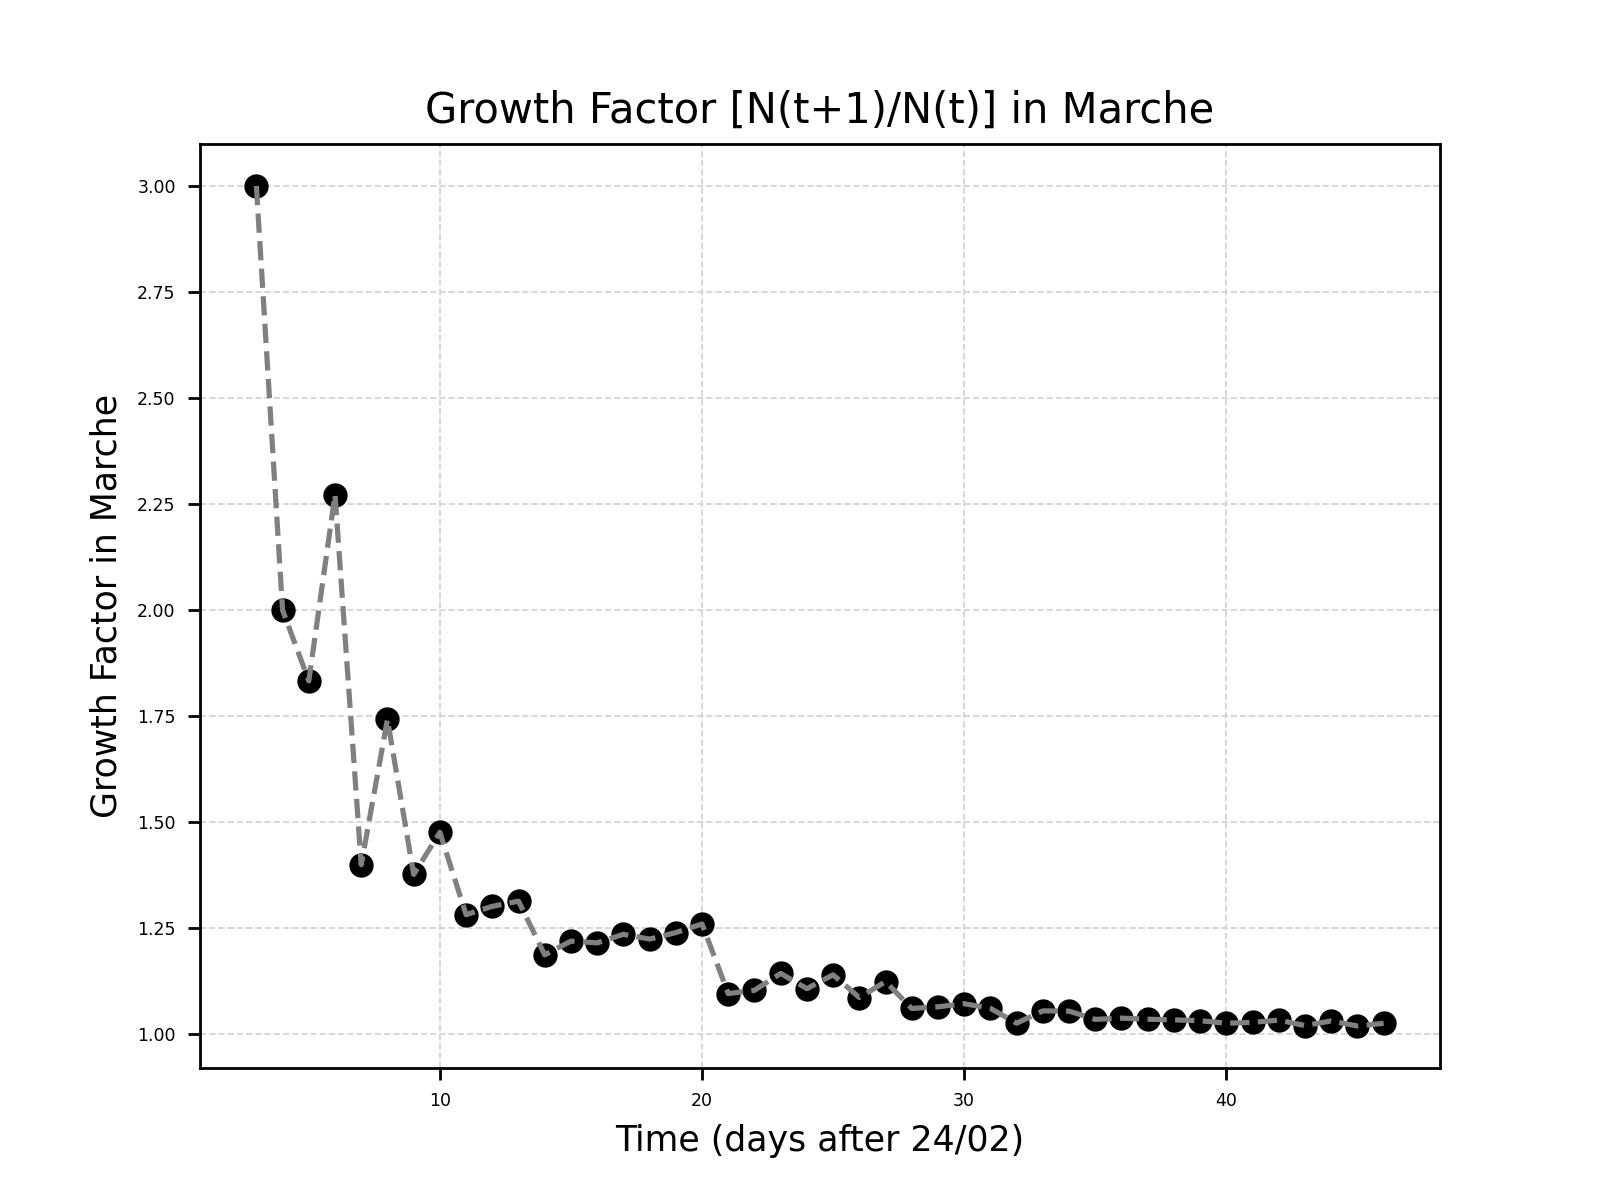 Growth Factor [N(t+1)/N(t)] in Marche
Growth Factor in Marche
3.00
2.75
2.50
2.25
2.00
1.75
1.50
1.25
1.00
10 20 30 40
Time (days after 24/02)